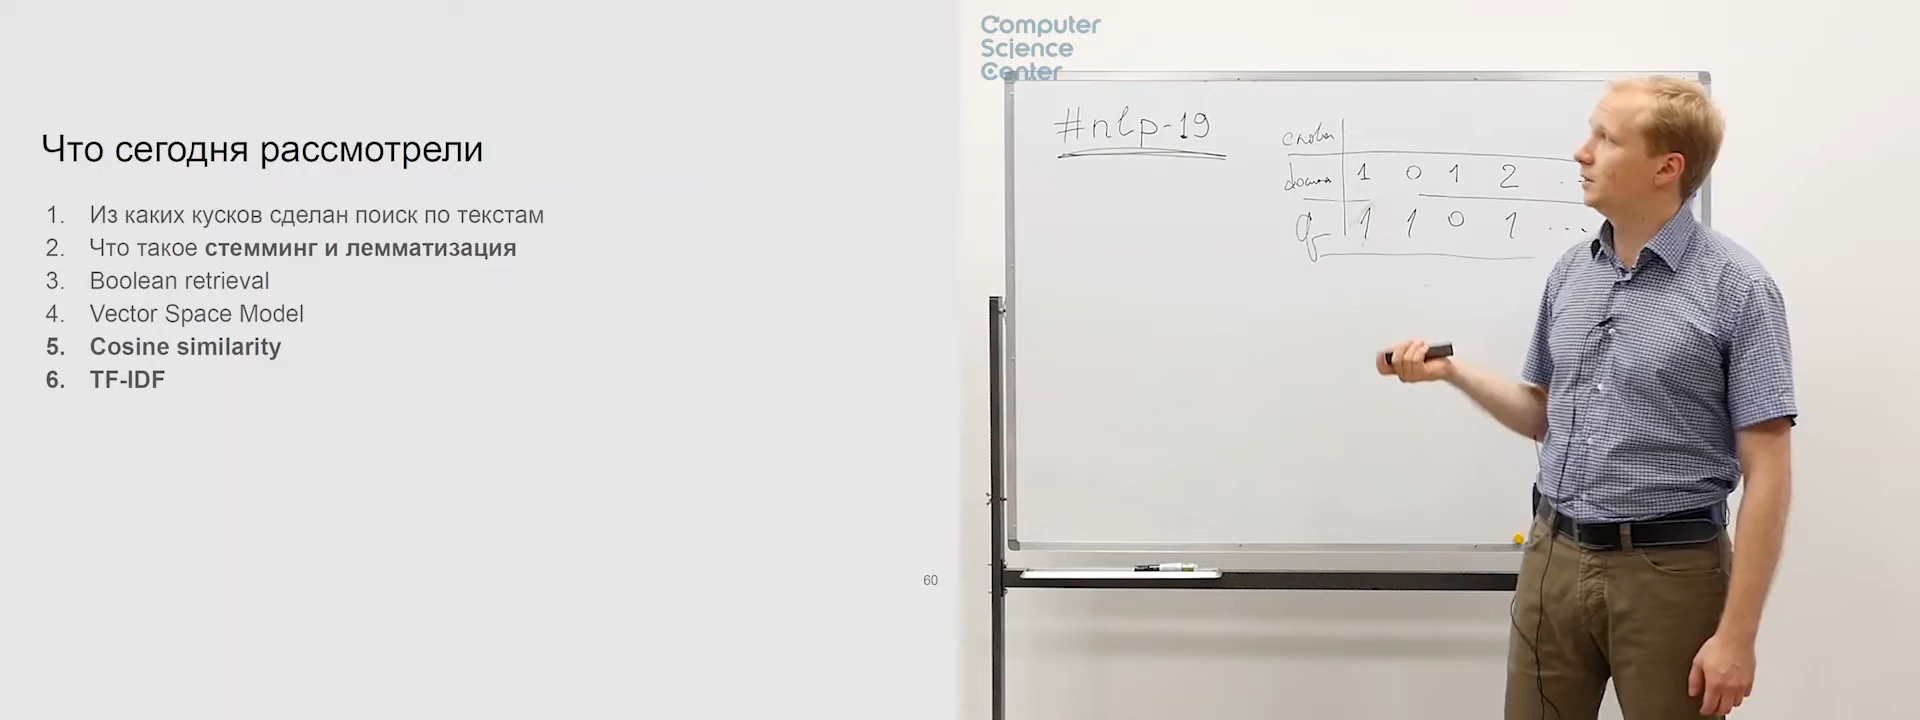 Что сегодня рассмотрели
1. Из каких кусков сделан поиск по текстам
2. Что такое стемминг и лемматизация
3. Boolean retrieval
4. Vector Space Model
5. Cosine similarity
6. TF-IDF
60
Computer
Science
Center
#nlp-19
слова
1 0 1 2 ...
q 1 1 0 1 ...